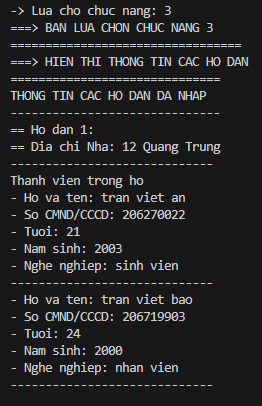 -> Lua cho chuc nang: 3
===> BAN LUA CHON CHUC NANG 3
================================
===> HIEN THI THONG TIN CAC HO DAN
=============================
THONG TIN CAC HO DAN DA NHAP
-----------------------------
== Ho dan 1:
== Dia chi Nha: 12 Quang Trung
----------------------------
Thanh vien trong ho
- Ho va ten: tran viet an
- So CMND/CCCD: 206270022
- Tuoi: 21
- Nam sinh: 2003
- Nghe nghiep: sinh vien
----------------------------
- Ho va ten: tran viet bao
- So CMND/CCCD: 206719903
- Tuoi: 24
- Nam sinh: 2000
- Nghe nghiep: nhan vien
----------------------------